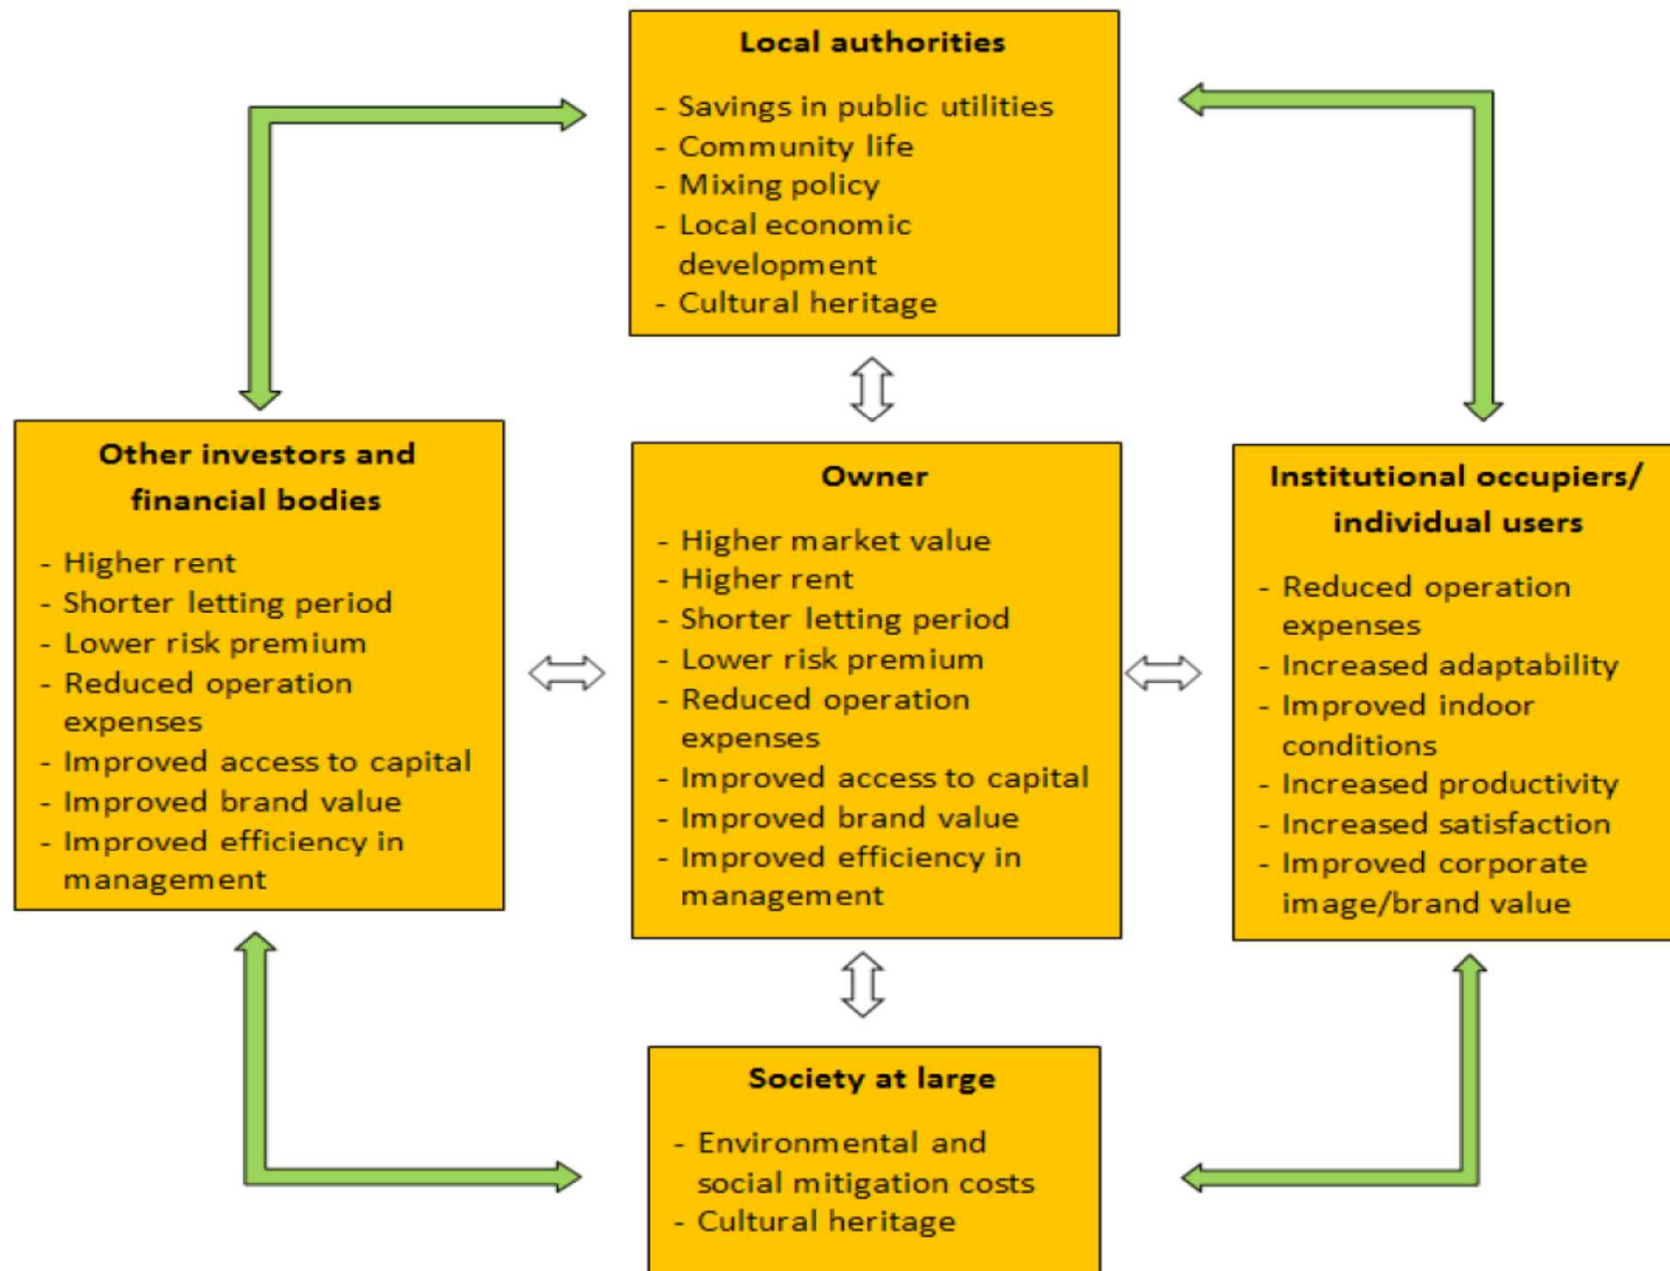 Local authorities
- Savings in public utilities
- Community life
- Mixing policy
- Local economic
development
- Cultural heritage
Other investors and
financial bodies
- Higher rent
- Shorter letting period
- Lower risk premium
- Reduced operation
expenses
- Improved access to capital
- Improved brand value
- Improved efficiency in
management
Owner
- Higher market value
- Higher rent
- Shorter letting period
- Lower risk premium
- Reduced operation
expenses
- Improved access to capital
- Improved brand value
- Improved efficiency in
management
Institutional occupiers/
individual users
- Reduced operation
expenses
- Increased adaptability
- Improved indoor
conditions
- Increased productivity
- Increased satisfaction
- Improved corporate
image/brand value
Society at large
- Environmental and
social mitigation costs
- Cultural heritage